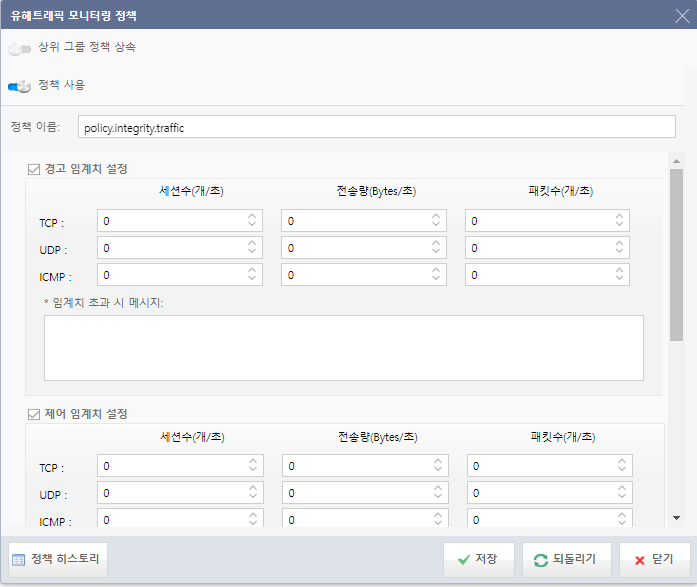 유해트래픽 모니터링 정책
상위 그룹 정책 상속
정책 사용
정책 이름: policy.integrity.traffic
경고 임계치 설정
세션수(개/초) 전송량(Bytes/초) 패킷수(개/초)
TCP : 0 0 0
UDP : 0 0 0
ICMP : 0 0 0
* 임계치 초과 시 메시지:
제어 임계치 설정
세션수(개/초) 전송량(Bytes/초) 패킷수(개/초)
TCP : 0 0 0
UDP : 0 0 0
ICMP : 0 0 0
정책 히스토리 저장 되돌리기 닫기